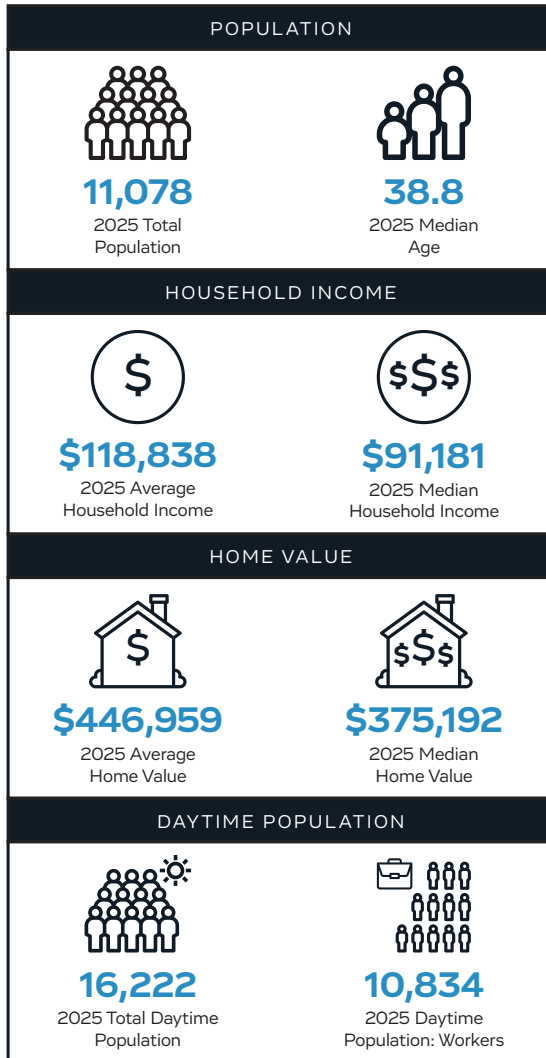 POPULATION
11,078
2025 Total
Population
38.8
2025 Median
Age
HOUSEHOLD INCOME
$
$118,838
2025 Average
Household Income
$$$
$91,181
2025 Median
Household Income
HOME VALUE
$
$446,959
2025 Average
Home Value
$$$
$375,192
2025 Median
Home Value
DAYTIME POPULATION
16,222
2025 Total Daytime
Population
10,834
2025 Daytime
Population: Workers